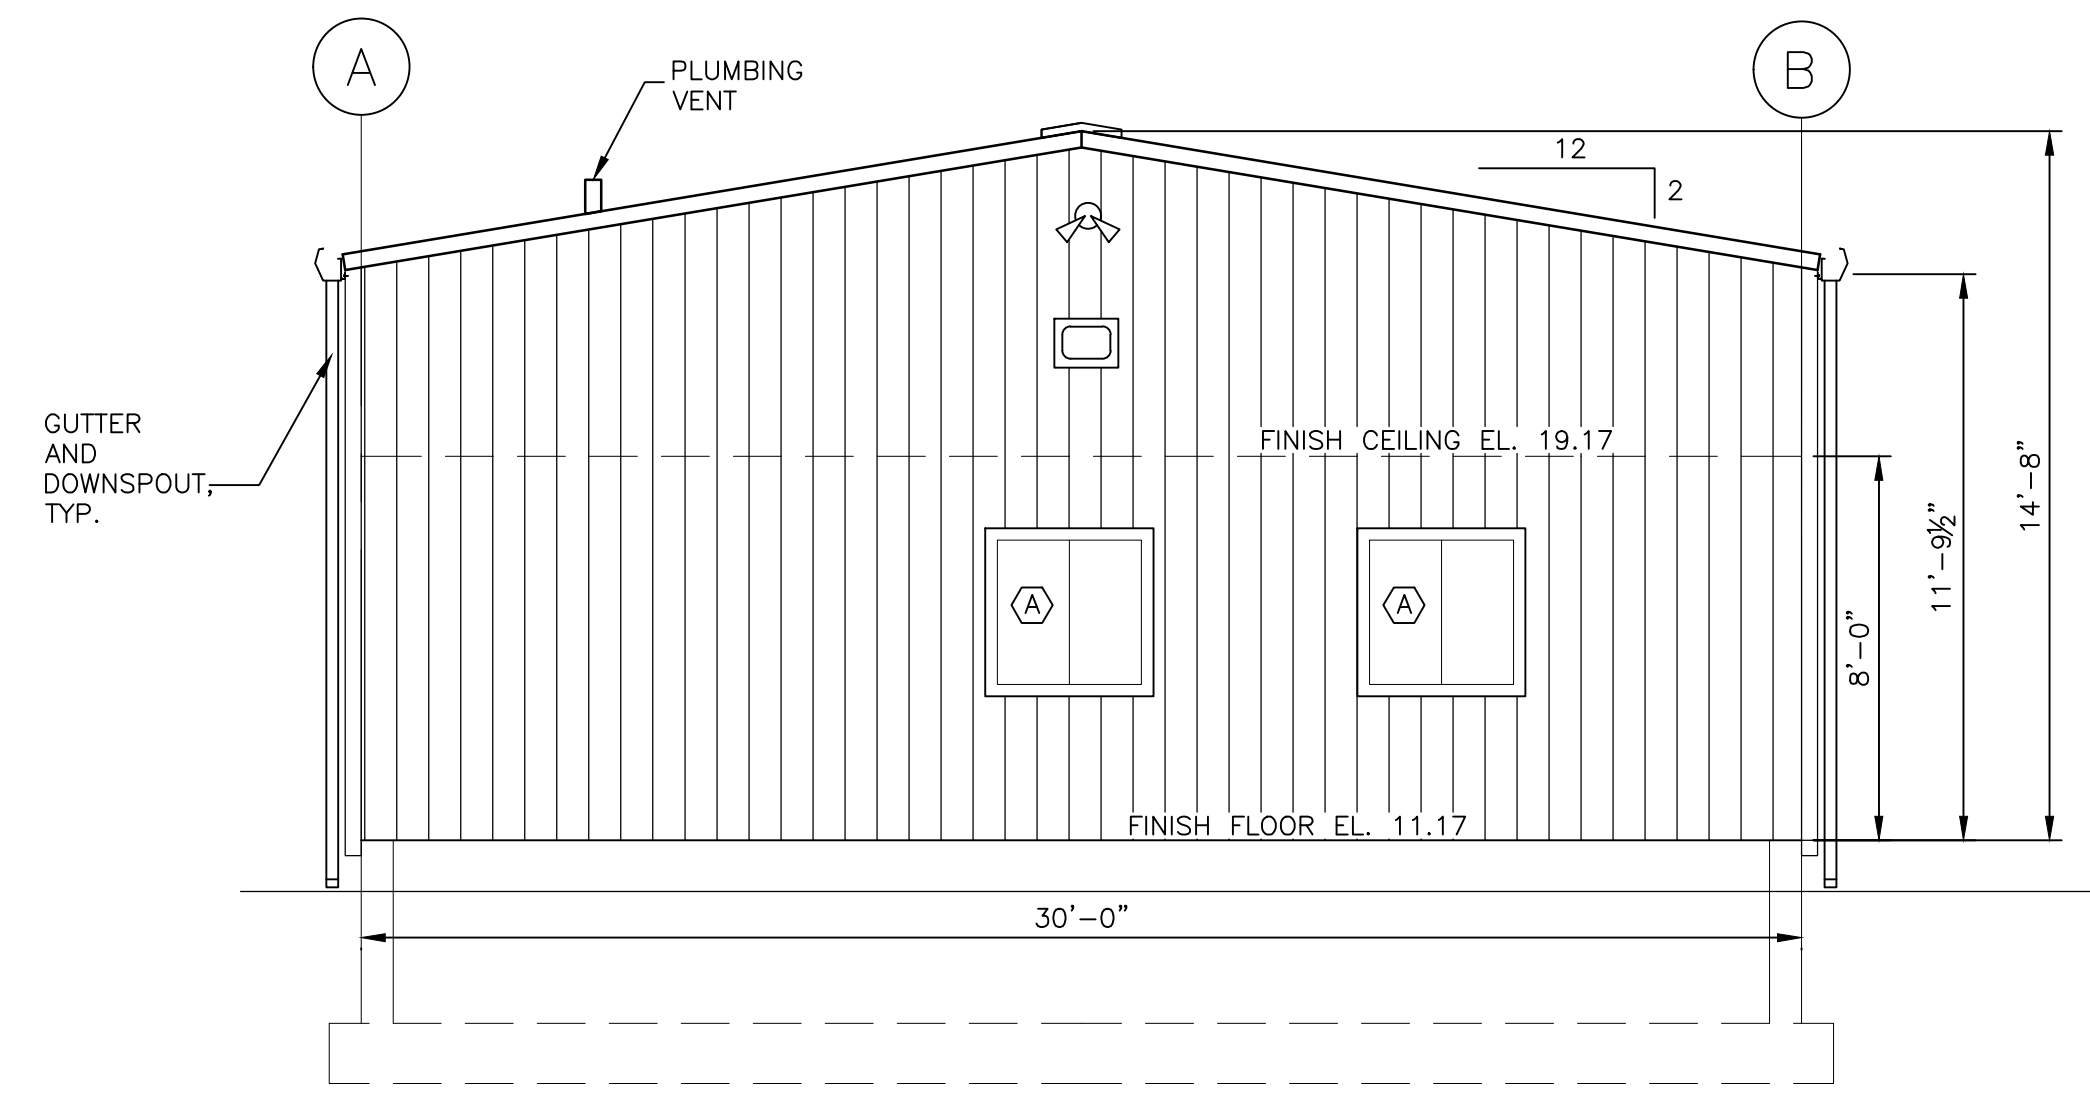 A
B
PLUMBING
VENT
12
2
GUTTER
AND
DOWNSPOUT,
TYP.
FINISH CEILING EL. 19.17
14'-8"
11'-9½"
8'-0"
A
A
FINISH FLOOR EL. 11.17
30'-0"